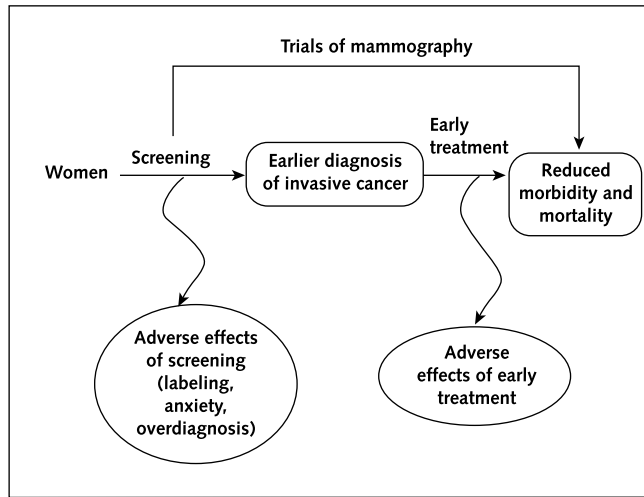 Trials of mammography
Women
Screening
Earlier diagnosis
of invasive cancer
Early
treatment
Reduced
morbidity and
mortality
Adverse effects
of screening
(labeling,
anxiety,
overdiagnosis)
Adverse
effects of early
treatment